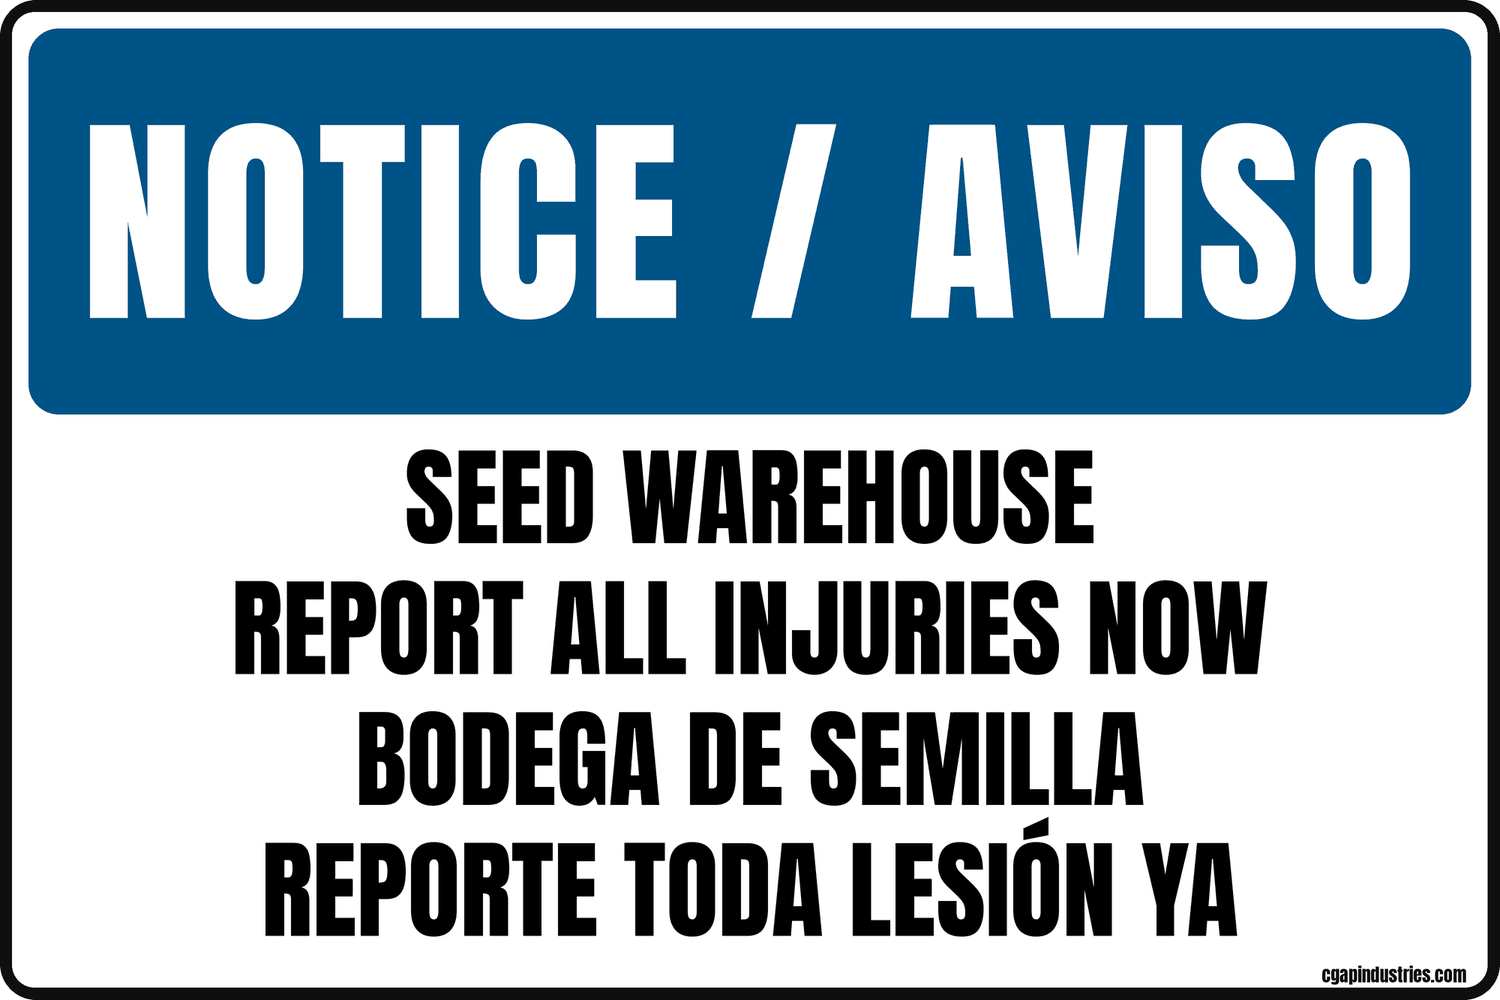 NOTICE / AVISO
SEED WAREHOUSE
REPORT ALL INJURIES NOW
BODEGA DE SEMILLA
REPORTE TODA LESIÓN YA
cgapindustries.com